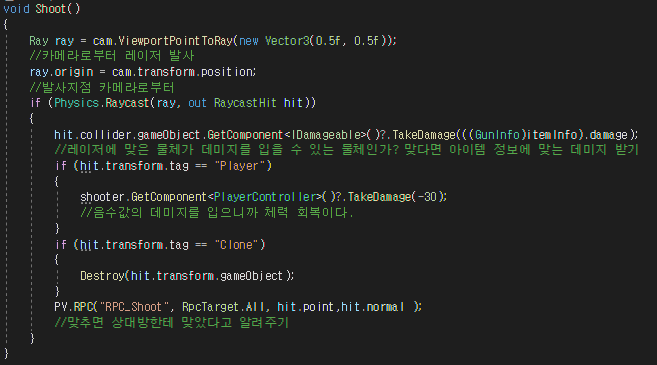 void Shoot()
{
Ray ray = cam.ViewportPointToRay(new Vector3(0.5f, 0.5f));
//카메라로부터 레이저 발사
ray.origin = cam.transform.position;
//발사지점 카메라로부터
if (Physics.Raycast(ray, out RaycastHit hit))
{
hit.collider.gameObject.GetComponent<IDamageable>()?.TakeDamage(((GunInfo)itemInfo).damage);
//레이저에 맞은 물체가 데미지를 입을 수 있는 물체인가? 맞다면 아이템 정보에 맞는 데미지 받기
if (hit.transform.tag == "Player")
{
shooter.GetComponent<PlayerController>()?.TakeDamage(-30);
//음수값의 데미지를 입으니까 체력 회복이다.
}
if (hit.transform.tag == "Clone")
{
Destroy(hit.transform.gameObject);
}
PV.RPC("RPC_Shoot", RpcTarget.All, hit.point,hit.normal );
//맞추면 상대방한테 맞았다고 알려주기
}
}